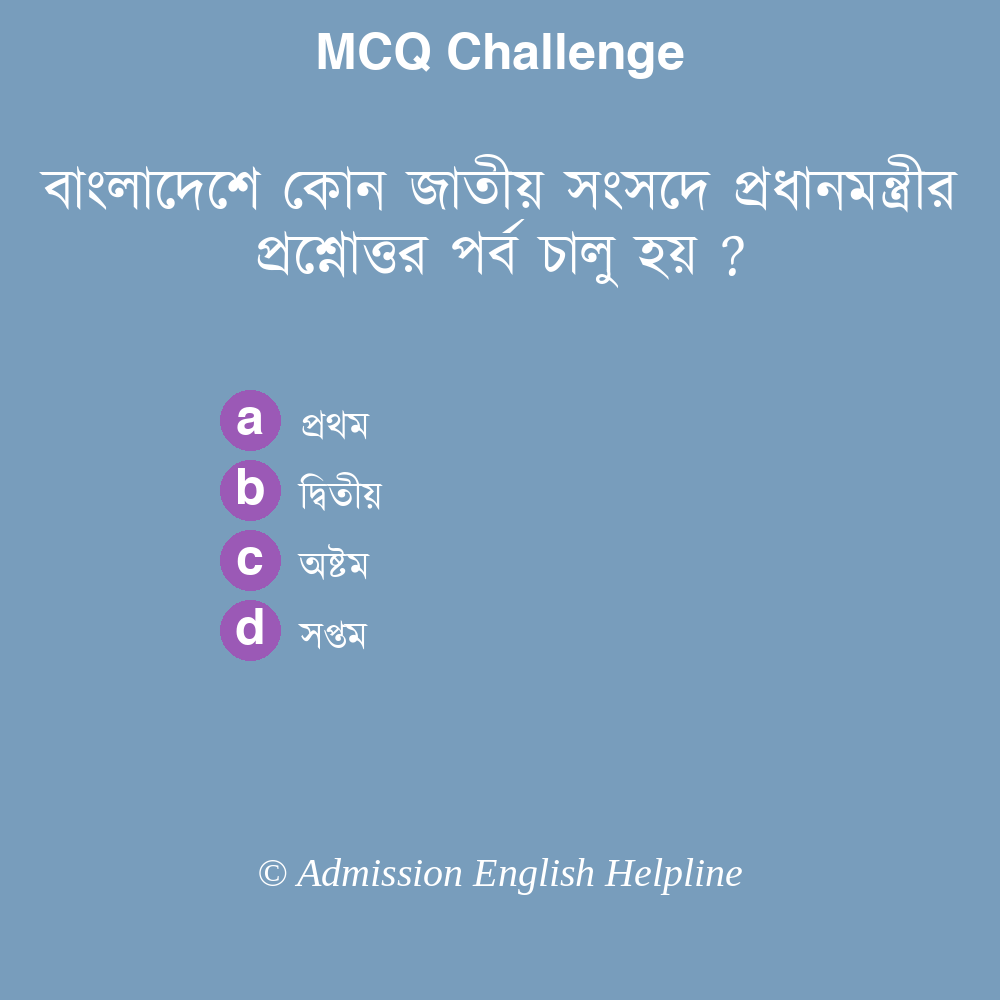 MCQ Challenge
বাংলাদেশে কোন জাতীয় সংসদে প্রধানমন্ত্রীর
প্রশ্নোত্তর পর্ব চালু হয় ?
a প্রথম
b দ্বিতীয়
c অষ্টম
d সপ্তম
© Admission English Helpline